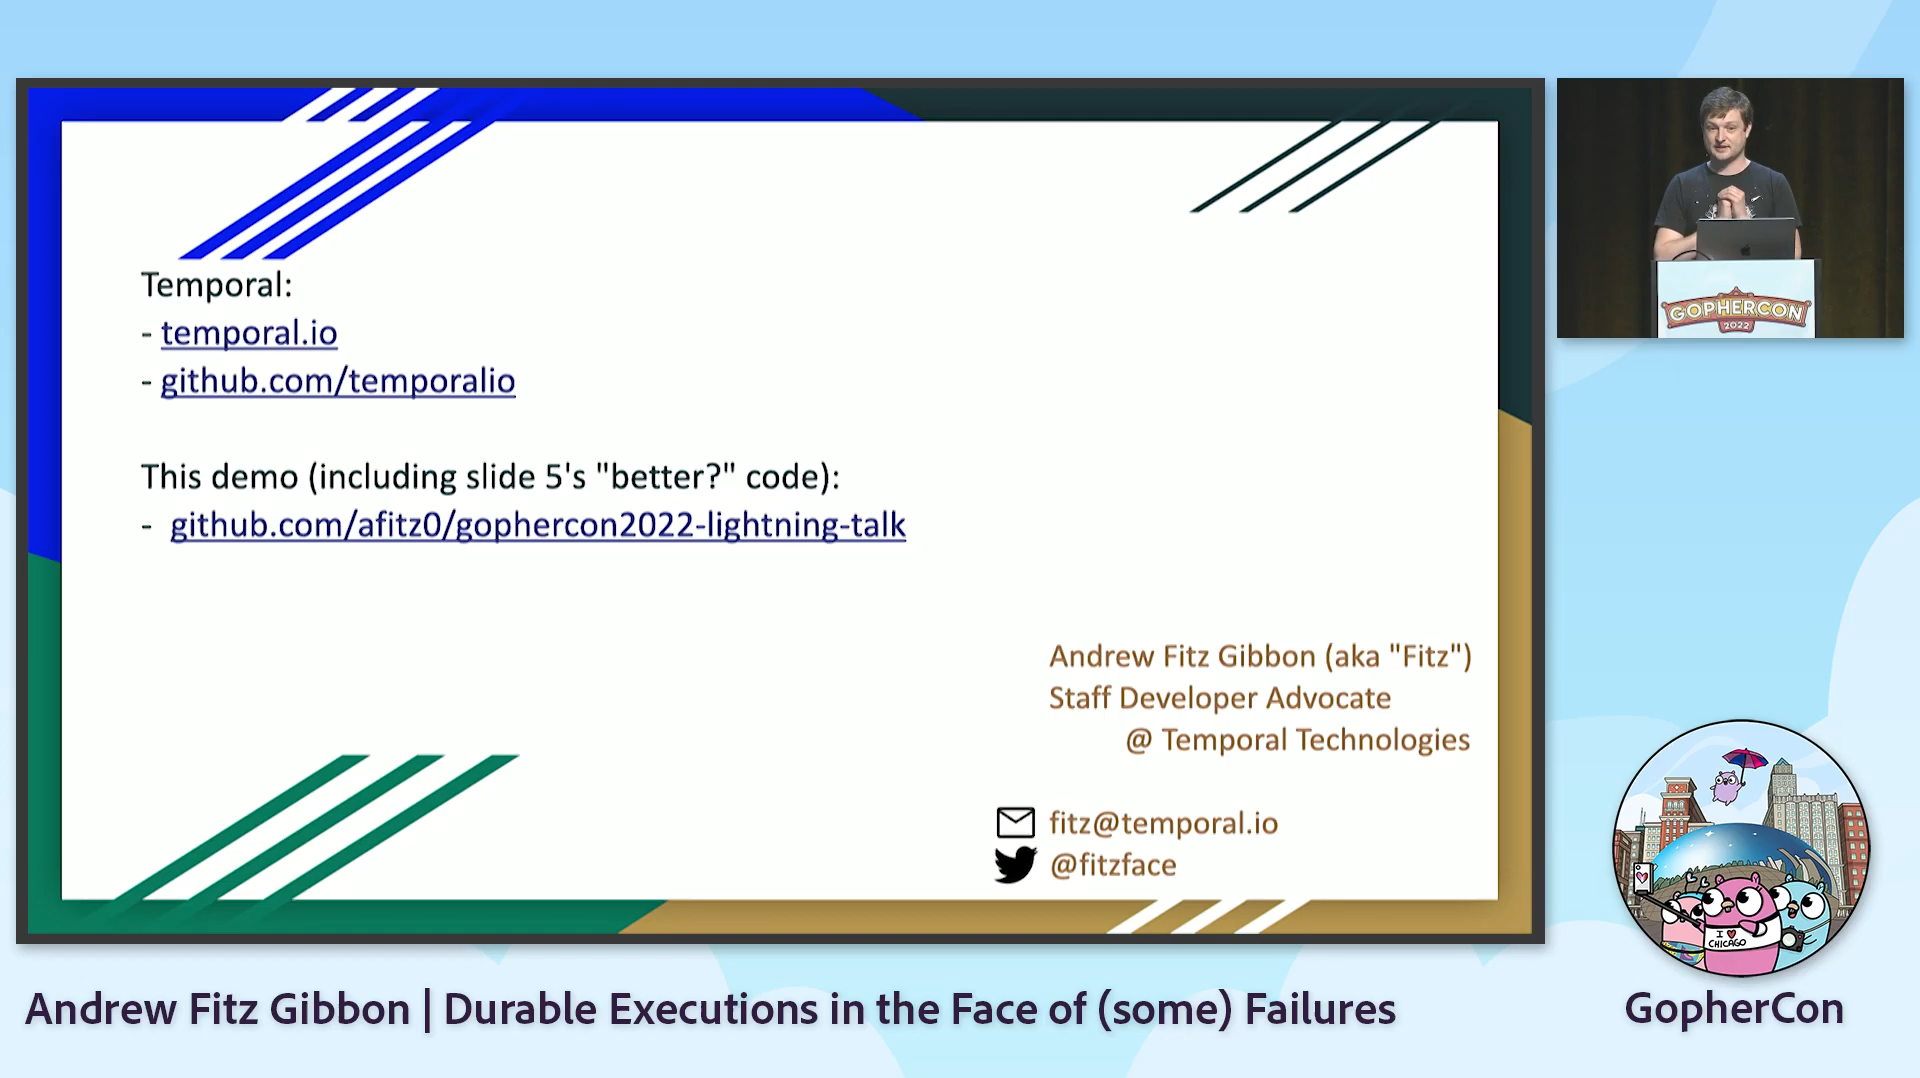 Temporal:
- temporal.io
- github.com/temporalio
This demo (including slide 5's "better?" code):
- github.com/afitz0/gophercon2022-lightning-talk
Andrew Fitz Gibbon (aka "Fitz")
Staff Developer Advocate
@ Temporal Technologies
fitz@temporal.io
@fitzface
GOPHERCON
2022
I ♥
CHICAGO
Andrew Fitz Gibbon | Durable Executions in the Face of (some) Failures
GopherCon